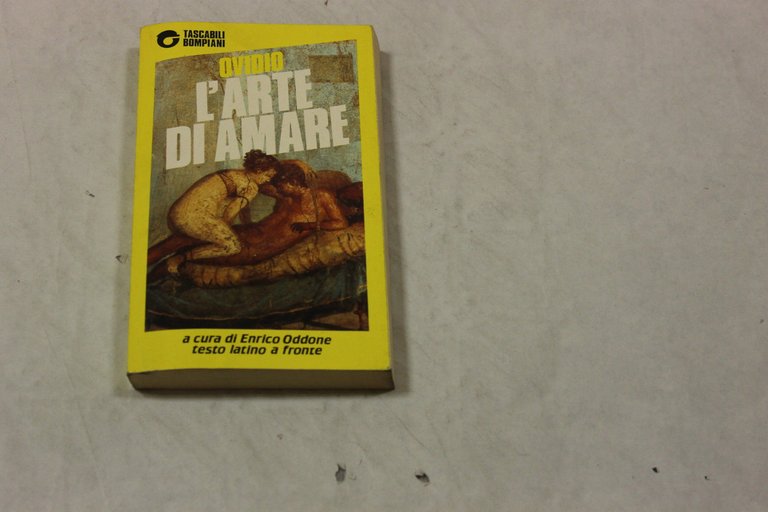 TASCABILI
BOMPIANI
OVIDIO
L'ARTE
DI AMARE
a cura di Enrico Oddone
testo latino a fronte